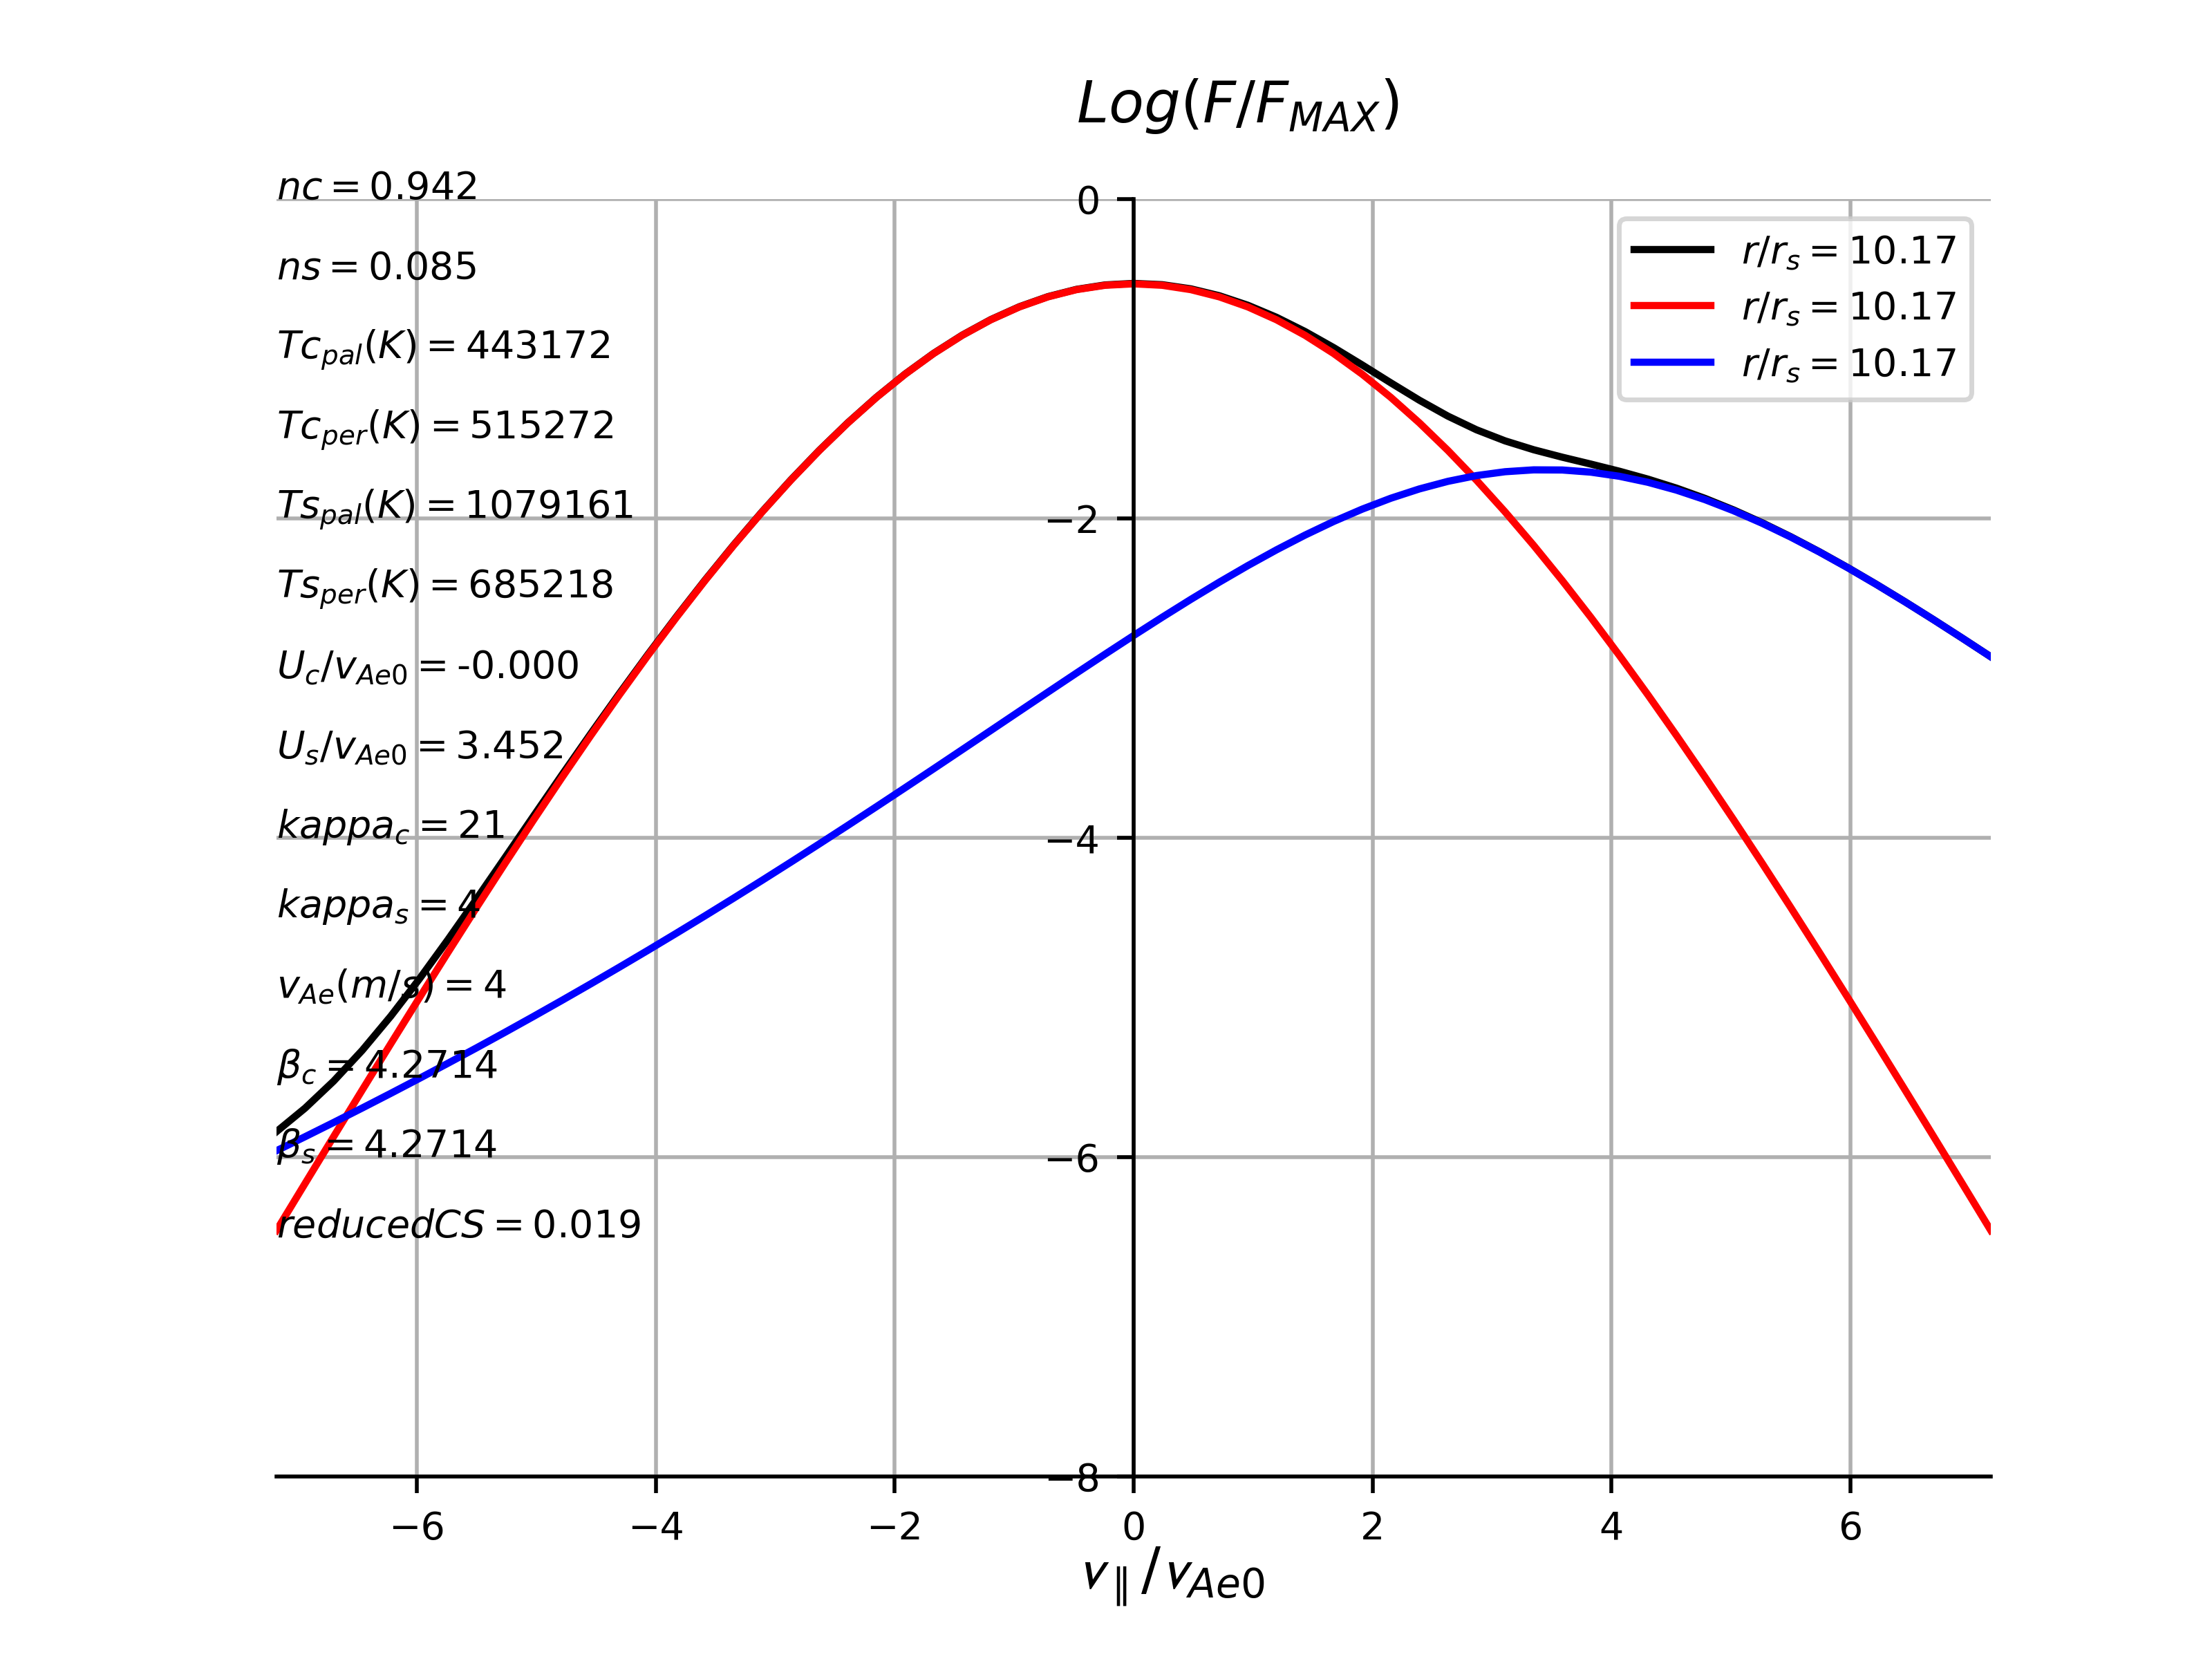 Log(F/F_MAX)
nc = 0.942
ns = 0.085
Tc_pal(K) = 443172
Tc_per(K) = 515272
Ts_pal(K) = 1079161
Ts_per(K) = 685218
U_c/v_Ae0 = -0.000
U_s/v_Ae0 = 3.452
kappa_c = 21
kappa_s = 4
v_Ae(m/s) = 4
β_c = 4.2714
β_s = 4.2714
reducedCS = 0.019
0
−2
−4
−6
−8
r/r_s = 10.17
r/r_s = 10.17
r/r_s = 10.17
−6 −4 −2 0 2 4 6
v_∥/v_Ae0